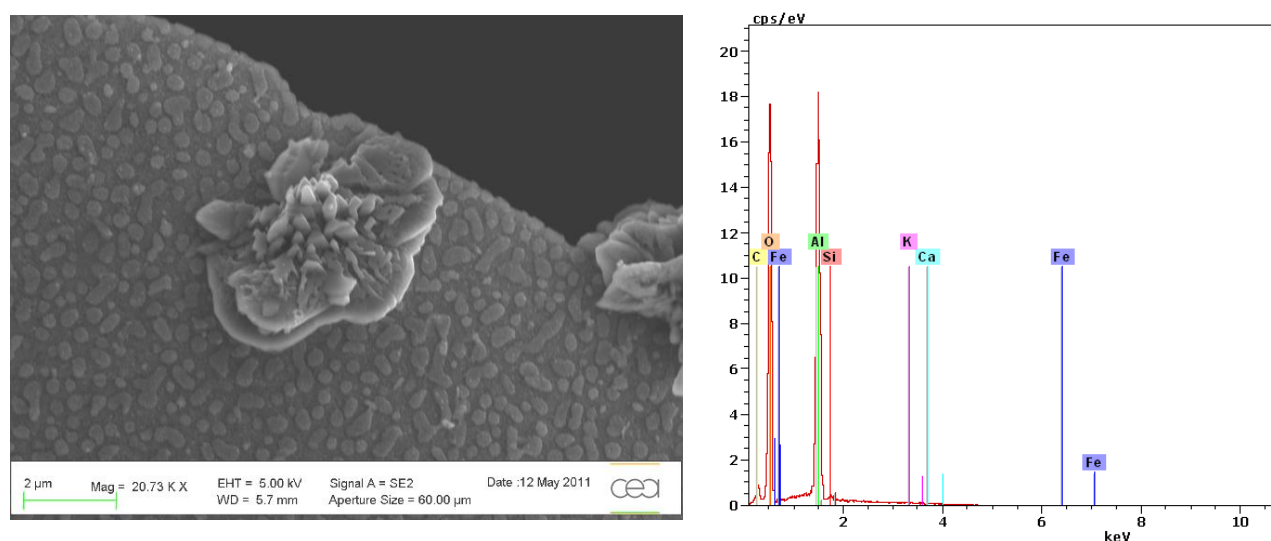 2 µm
Mag = 20.73 K X
EHT = 5.00 kV
WD = 5.7 mm
Signal A = SE2
Aperture Size = 60.00 µm
Date :12 May 2011
cea
cps/eV
20
18
16
14
12
10
8
6
4
2
0
C
O
Fe
Al
Si
K
Ca
Fe
Fe
2
4
6
8
10
keV